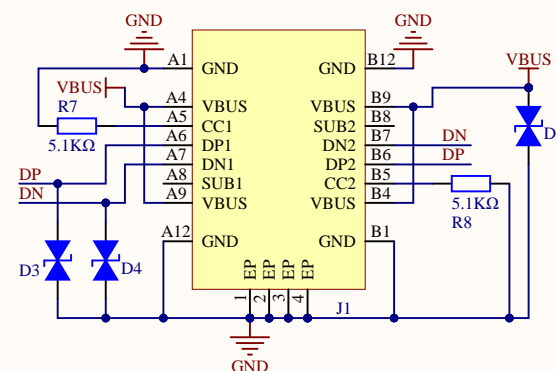 GND GND
A1 GND GND B12
VBUS VBUS
A4 VBUS VBUS B9
R7 A5 CC1 SUB2 B8
5.1KΩ A6 DP1 DN2 B7 DN
A7 DN1 DP2 B6 DP
DP A8 SUB1 CC2 B5
DN A9 VBUS VBUS B4 5.1KΩ
R8
A12 GND GND B1
D3 D4
EP EP EP EP
1 2 3 4 J1
GND
D